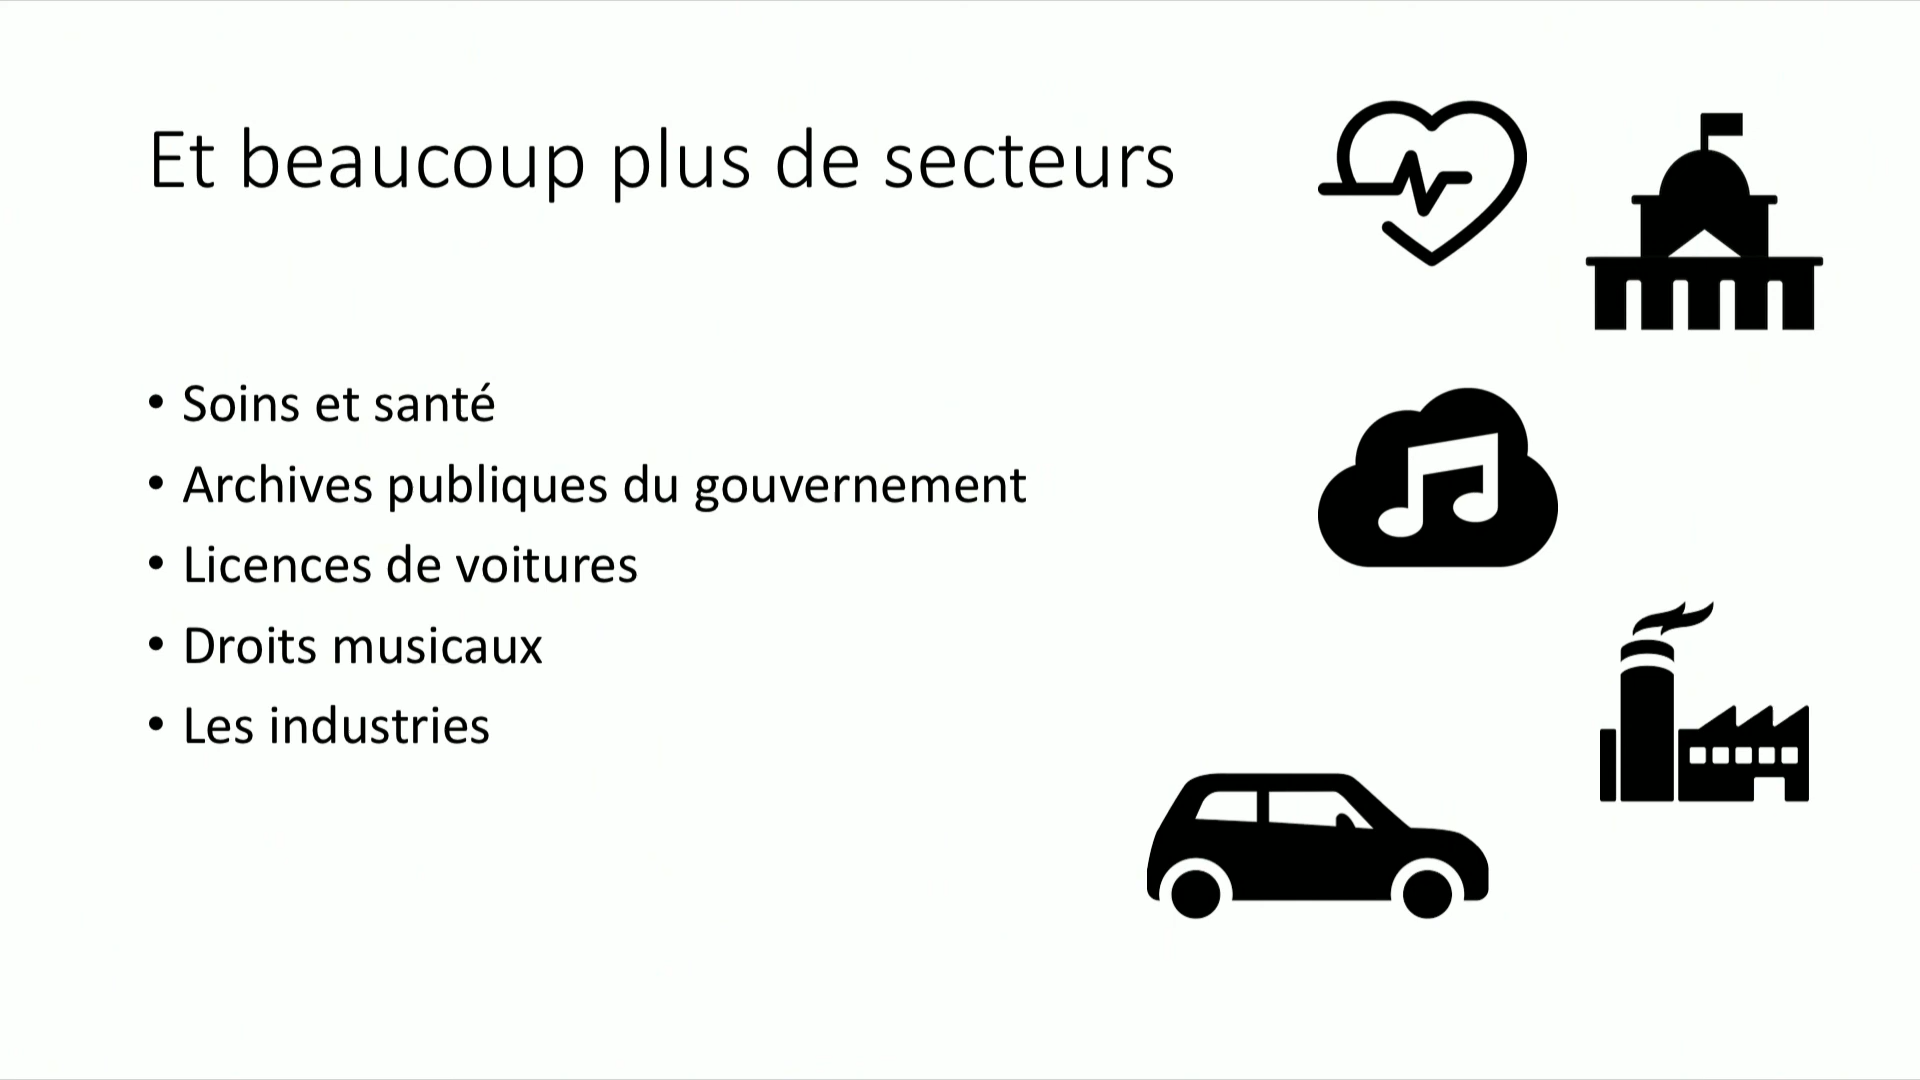 Et beaucoup plus de secteurs
• Soins et santé
• Archives publiques du gouvernement
• Licences de voitures
• Droits musicaux
• Les industries